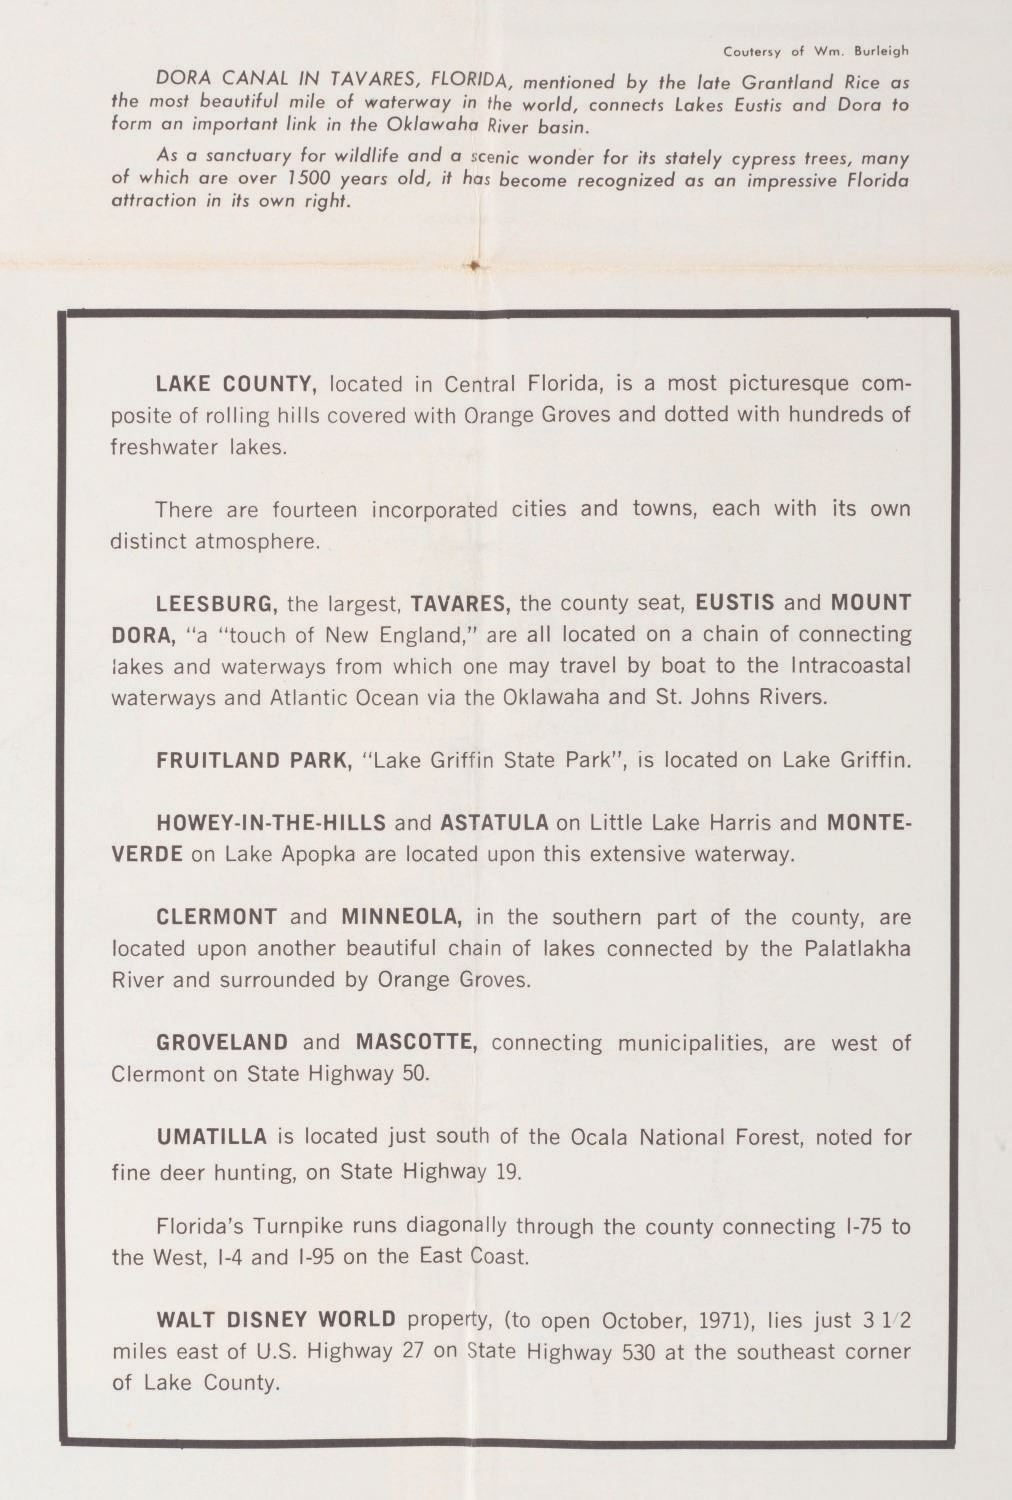 Coutersy of Wm. Burleigh
DORA CANAL IN TAVARES, FLORIDA, mentioned by the late Grantland Rice as
the most beautiful mile of waterway in the world, connects Lakes Eustis and Dora to
form an important link in the Oklawaha River basin.
As a sanctuary for wildlife and a scenic wonder for its stately cypress trees, many
of which are over 1500 years old, it has become recognized as an impressive Florida
attraction in its own right.
LAKE COUNTY, located in Central Florida, is a most picturesque com-
posite of rolling hills covered with Orange Groves and dotted with hundreds of
freshwater lakes.
There are fourteen incorporated cities and towns, each with its own
distinct atmosphere.
LEESBURG, the largest, TAVARES, the county seat, EUSTIS and MOUNT
DORA, "a "touch of New England," are all located on a chain of connecting
lakes and waterways from which one may travel by boat to the Intracoastal
waterways and Atlantic Ocean via the Oklawaha and St. Johns Rivers.
FRUITLAND PARK, "Lake Griffin State Park", is located on Lake Griffin.
HOWEY-IN-THE-HILLS and ASTATULA on Little Lake Harris and MONTE-
VERDE on Lake Apopka are located upon this extensive waterway.
CLERMONT and MINNEOLA, in the southern part of the county, are
located upon another beautiful chain of lakes connected by the Palatlakha
River and surrounded by Orange Groves.
GROVELAND and MASCOTTE, connecting municipalities, are west of
Clermont on State Highway 50.
UMATILLA is located just south of the Ocala National Forest, noted for
fine deer hunting, on State Highway 19.
Florida's Turnpike runs diagonally through the county connecting I-75 to
the West, I-4 and I-95 on the East Coast.
WALT DISNEY WORLD property, (to open October, 1971), lies just 3 1/2
miles east of U.S. Highway 27 on State Highway 530 at the southeast corner
of Lake County.